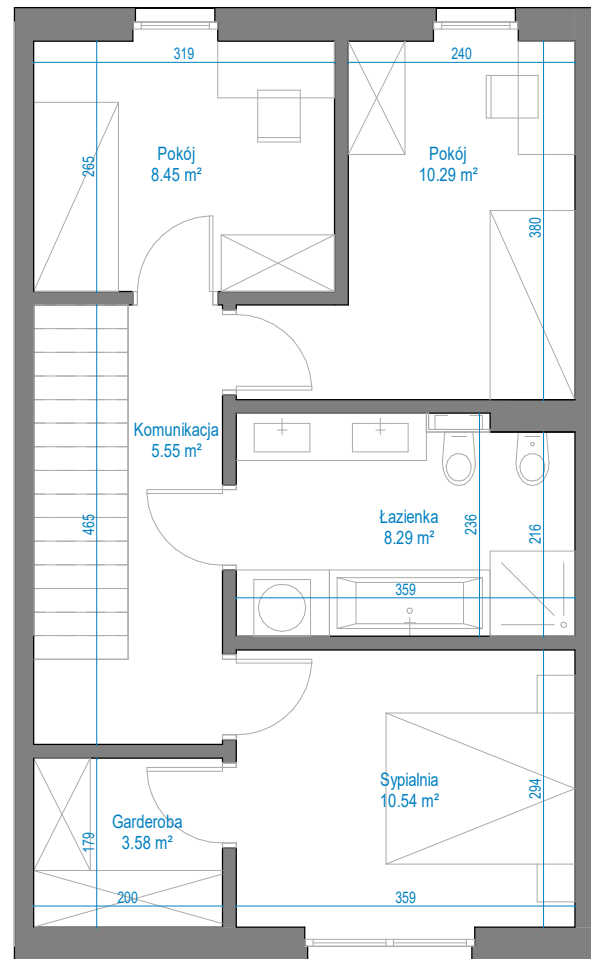 319
240
Pokój
8.45 m²
Pokój
10.29 m²
265
380
Komunikacja
5.55 m²
465
Łazienka
8.29 m²
236
216
359
Sypialnia
10.54 m²
294
Garderoba
3.58 m²
179
200
359